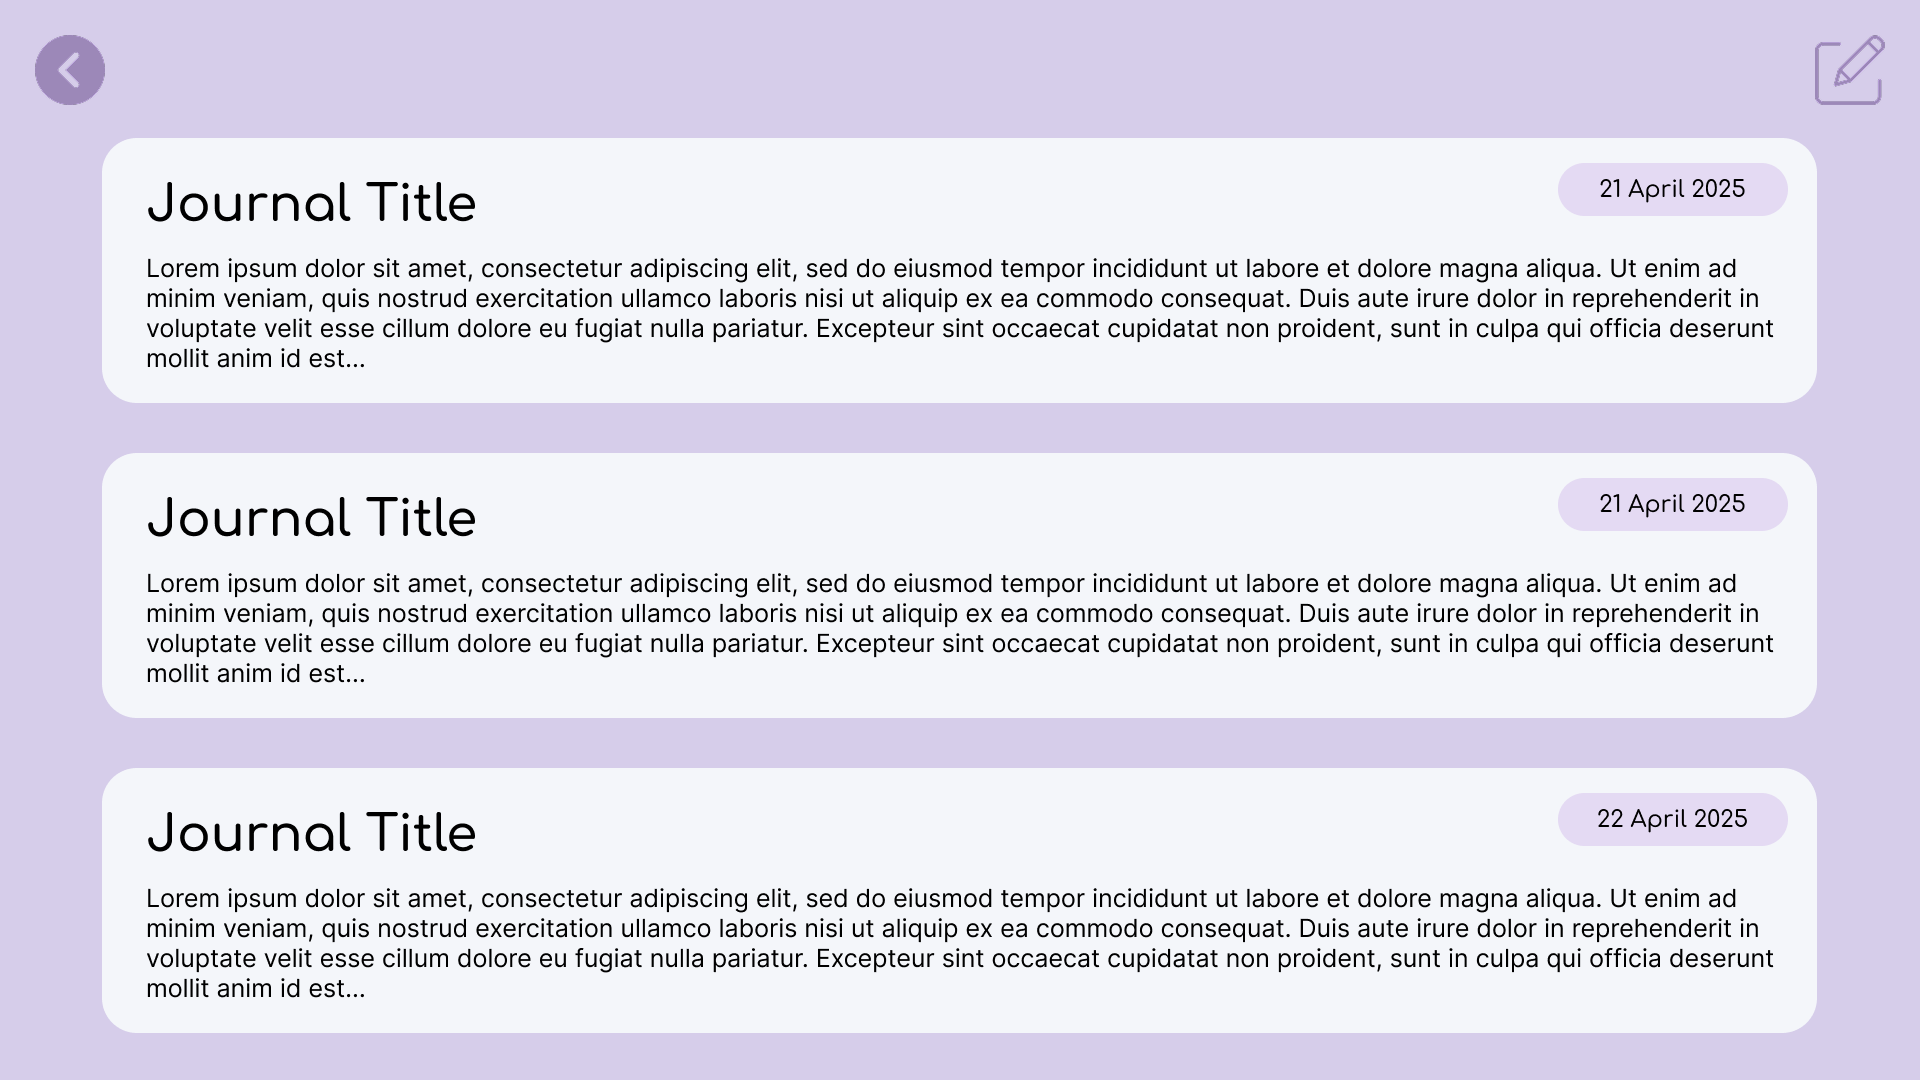 Journal Title
21 April 2025
Lorem ipsum dolor sit amet, consectetur adipiscing elit, sed do eiusmod tempor incididunt ut labore et dolore magna aliqua. Ut enim ad
minim veniam, quis nostrud exercitation ullamco laboris nisi ut aliquip ex ea commodo consequat. Duis aute irure dolor in reprehenderit in
voluptate velit esse cillum dolore eu fugiat nulla pariatur. Excepteur sint occaecat cupidatat non proident, sunt in culpa qui officia deserunt
mollit anim id est...
Journal Title
21 April 2025
Lorem ipsum dolor sit amet, consectetur adipiscing elit, sed do eiusmod tempor incididunt ut labore et dolore magna aliqua. Ut enim ad
minim veniam, quis nostrud exercitation ullamco laboris nisi ut aliquip ex ea commodo consequat. Duis aute irure dolor in reprehenderit in
voluptate velit esse cillum dolore eu fugiat nulla pariatur. Excepteur sint occaecat cupidatat non proident, sunt in culpa qui officia deserunt
mollit anim id est...
Journal Title
22 April 2025
Lorem ipsum dolor sit amet, consectetur adipiscing elit, sed do eiusmod tempor incididunt ut labore et dolore magna aliqua. Ut enim ad
minim veniam, quis nostrud exercitation ullamco laboris nisi ut aliquip ex ea commodo consequat. Duis aute irure dolor in reprehenderit in
voluptate velit esse cillum dolore eu fugiat nulla pariatur. Excepteur sint occaecat cupidatat non proident, sunt in culpa qui officia deserunt
mollit anim id est...